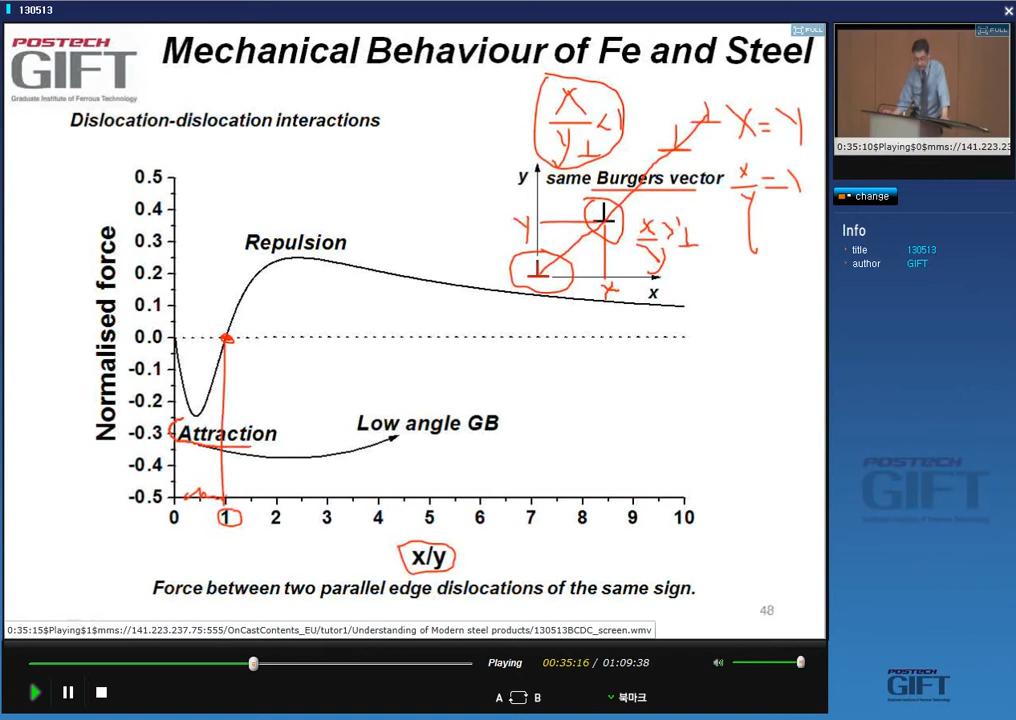 130513
POSTECH
GIFT
Graduate Institute of Ferrous Technology
Mechanical Behaviour of Fe and Steel
FULL
FULL
Dislocation-dislocation interactions
x/y <1
X = Y
x/y = 1
y
same Burgers vector
Y
x
x
Normalised force
0.5
0.4
0.3
0.2
0.1
0.0
-0.1
-0.2
-0.3
-0.4
-0.5
Repulsion
Attraction
Low angle GB
0 1 2 3 4 5 6 7 8 9 10
x/y
Force between two parallel edge dislocations of the same sign.
48
0:35:10$Playing$0$mms://141.223.23
change
Info
title 130513
author GIFT
POSTECH
GIFT
0:35:15$Playing$1$mms://141.223.237.75:555/OnCastContents_EU/tutor1/Understanding of Modern steel products/130513BCDC_screen.wmv
Playing 00:35:16 / 01:09:38
A B 북마크
POSTECH
GIFT